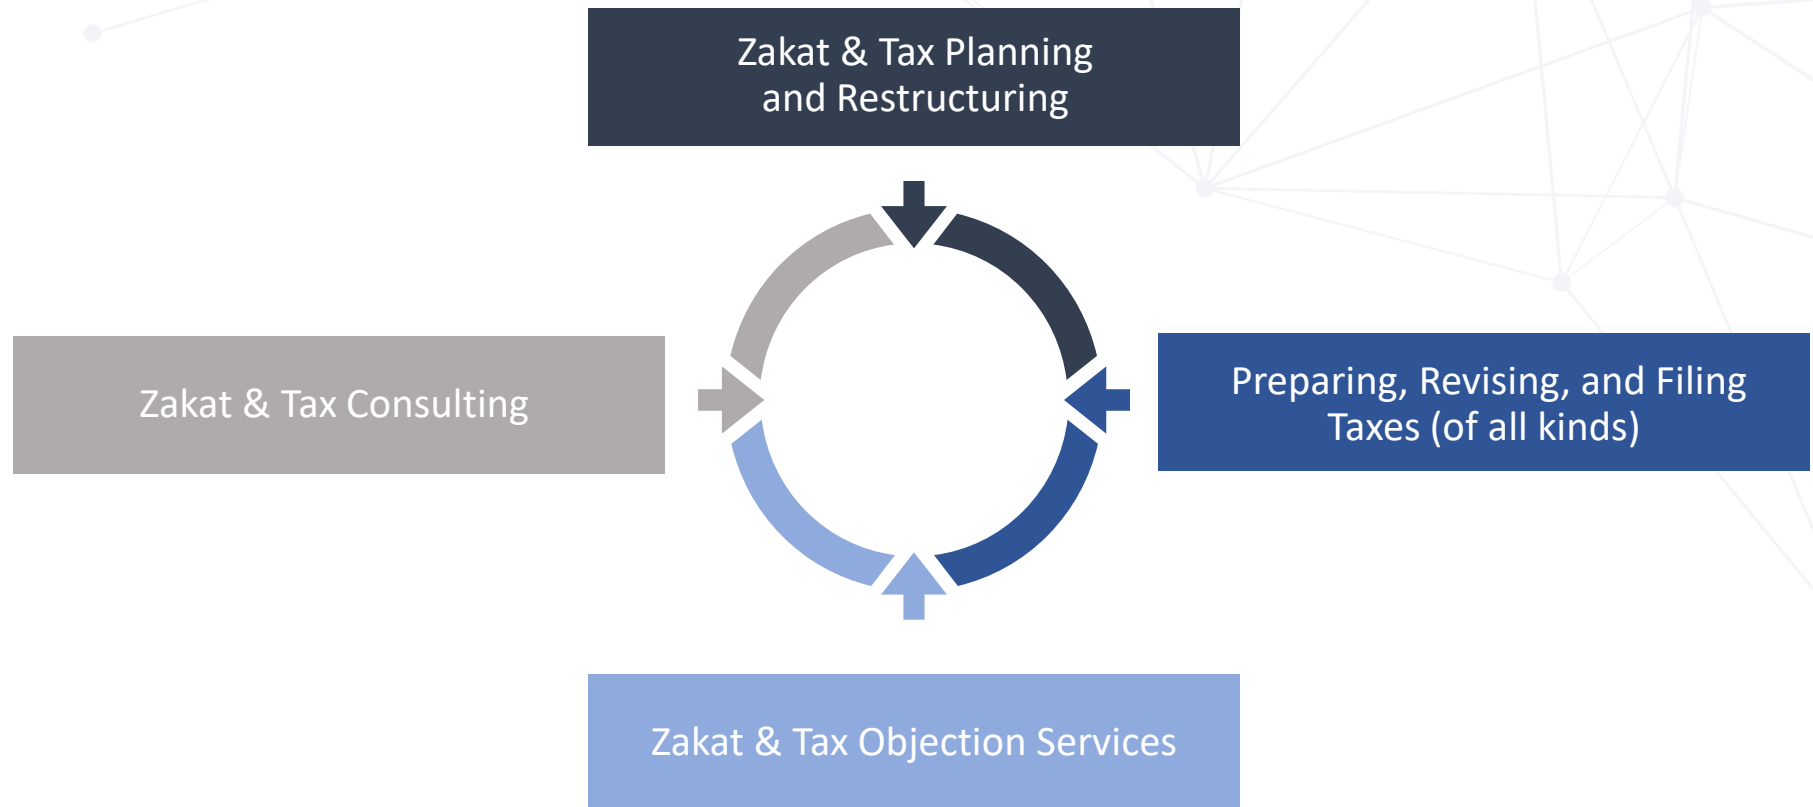 Zakat & Tax Planning
and Restructuring
Zakat & Tax Consulting
Preparing, Revising, and Filing
Taxes (of all kinds)
Zakat & Tax Objection Services